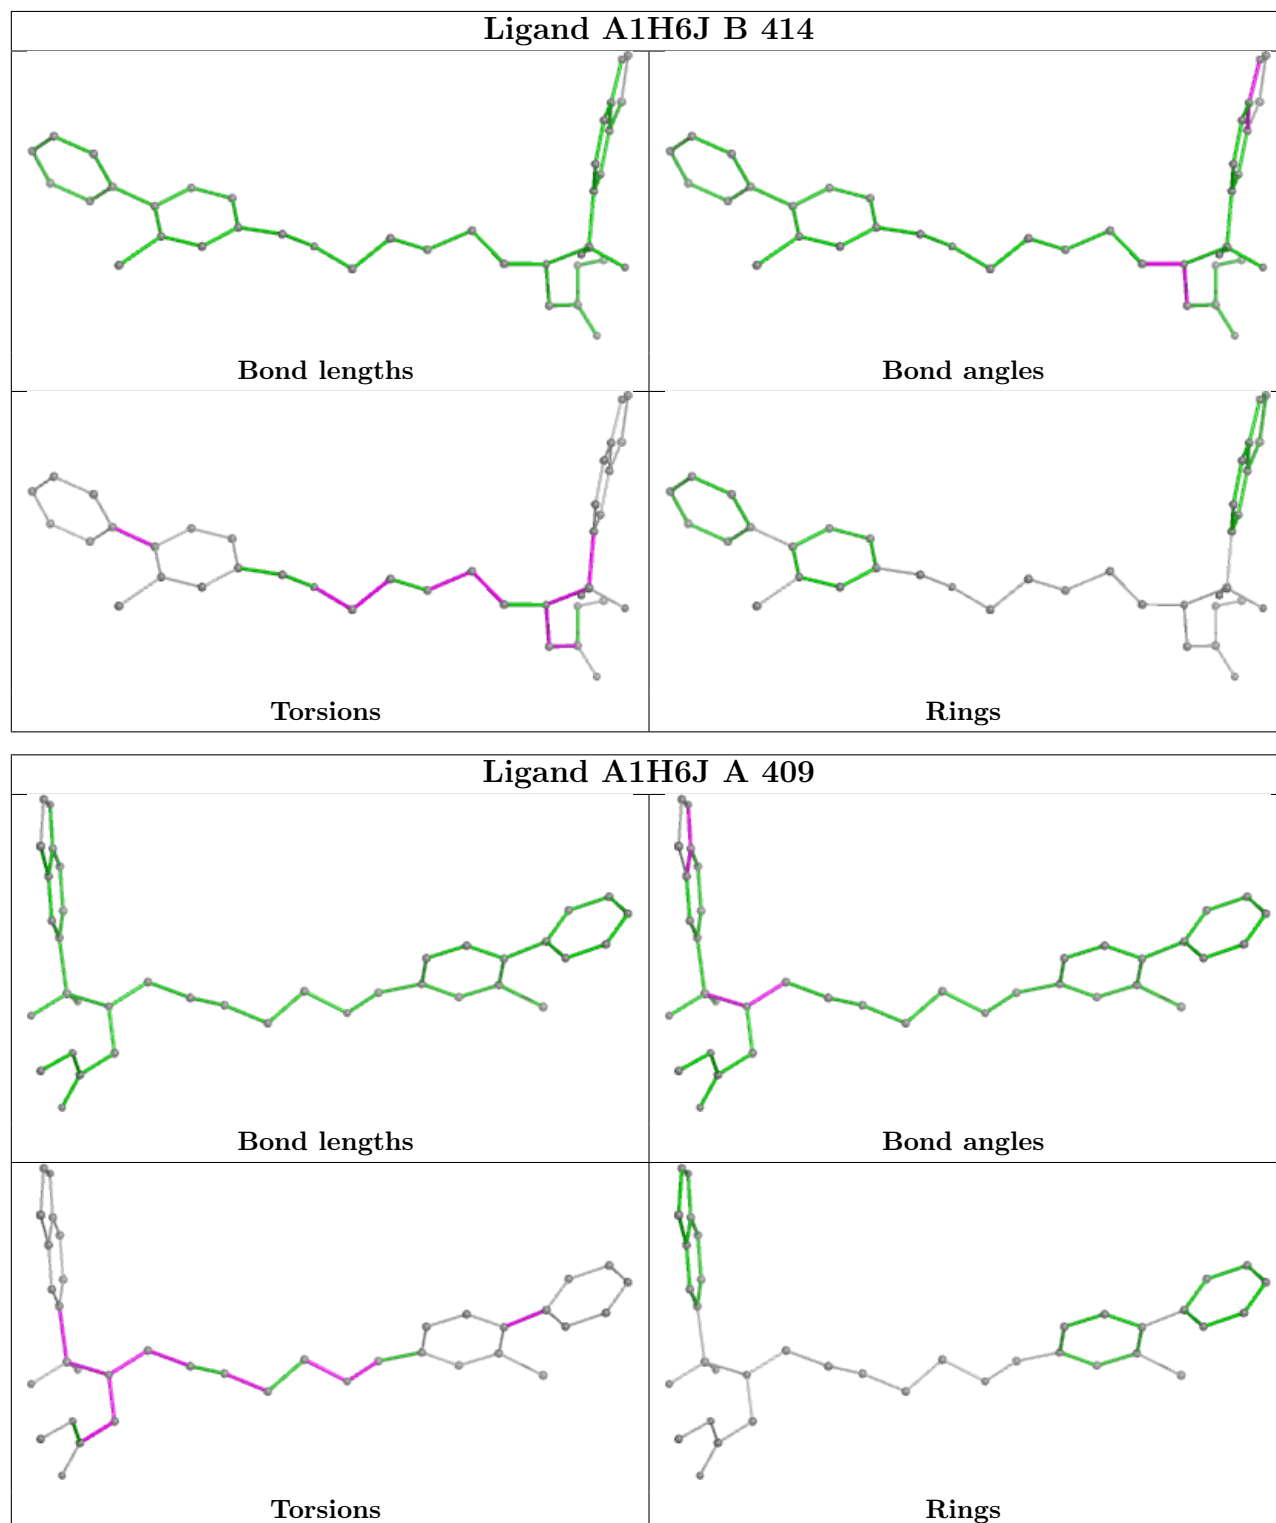 Ligand A1H6J B 414
Bond lengths
Bond angles
Torsions
Rings
Ligand A1H6J A 409
Bond lengths
Bond angles
Torsions
Rings